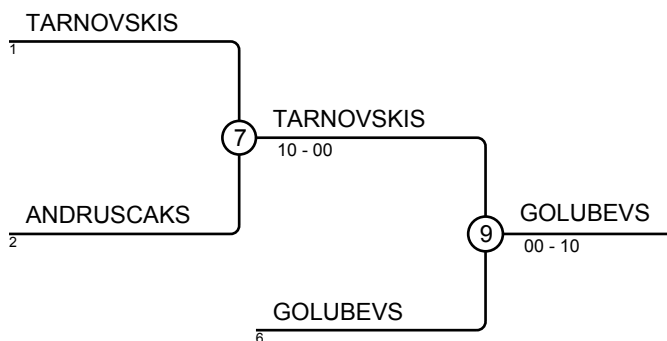 TARNOVSKIS
1
7
TARNOVSKIS
10 - 00
ANDRUSCAKS
2
9
GOLUBEVS
00 - 10
GOLUBEVS
6